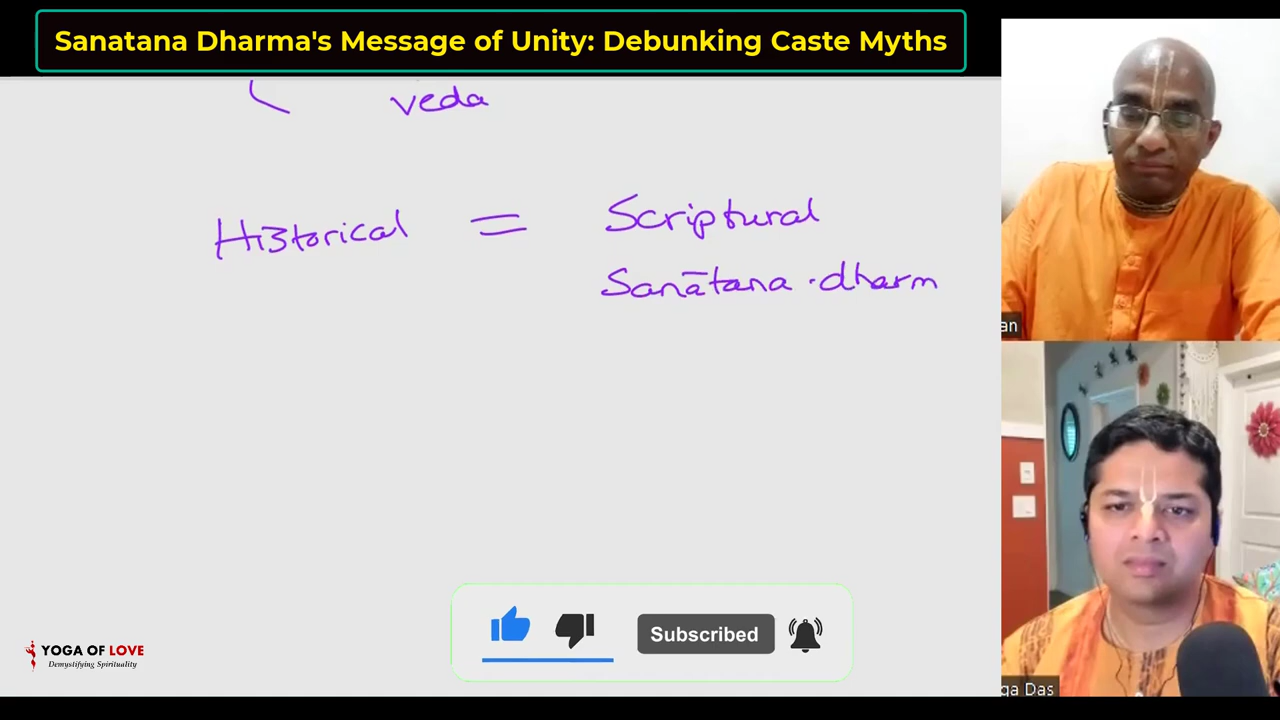 Sanatana Dharma's Message of Unity: Debunking Caste Myths
veda
Historical = Scriptural
Sanātana-dharm
an
Subscribed
YOGA OF LOVE
Demystifying Spirituality
ga Das